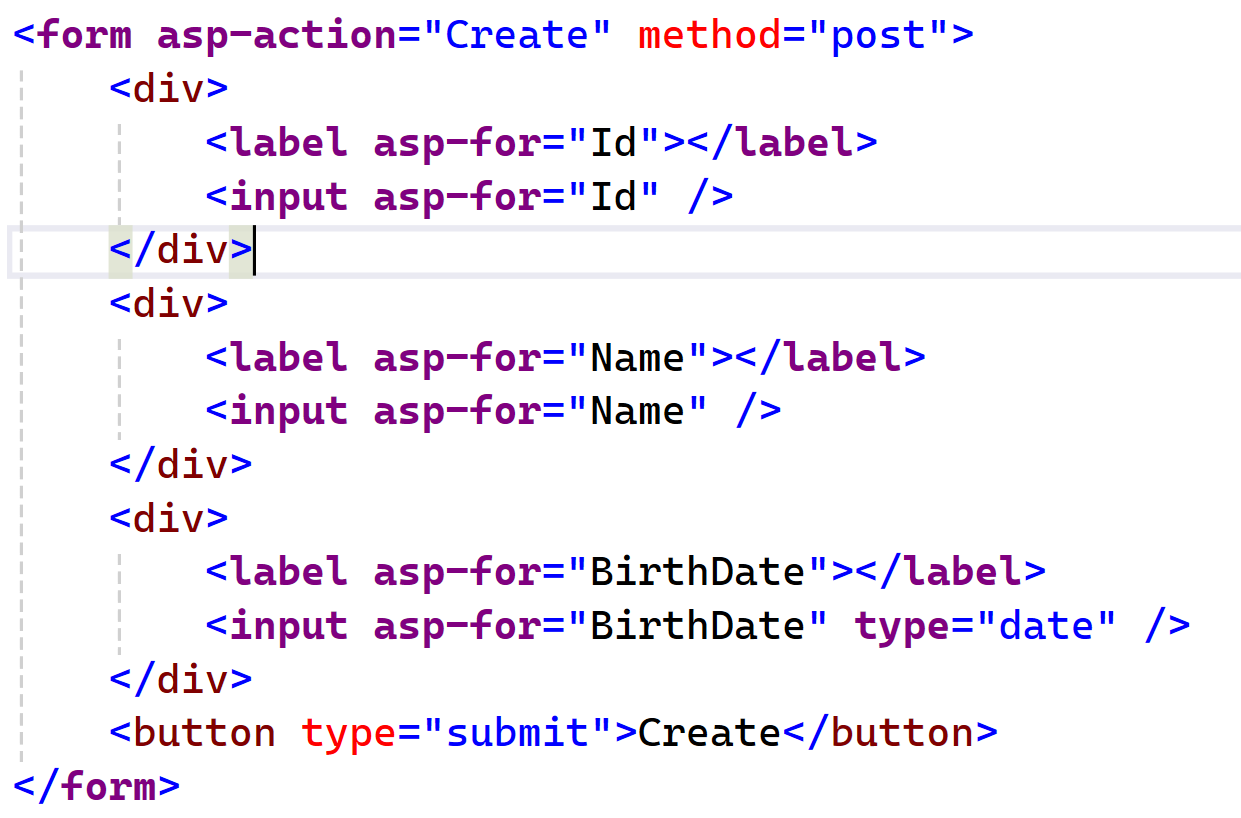 <form asp-action="Create" method="post">
    <div>
        <label asp-for="Id"></label>
        <input asp-for="Id" />
    </div>
    <div>
        <label asp-for="Name"></label>
        <input asp-for="Name" />
    </div>
    <div>
        <label asp-for="BirthDate"></label>
        <input asp-for="BirthDate" type="date" />
    </div>
    <button type="submit">Create</button>
</form>